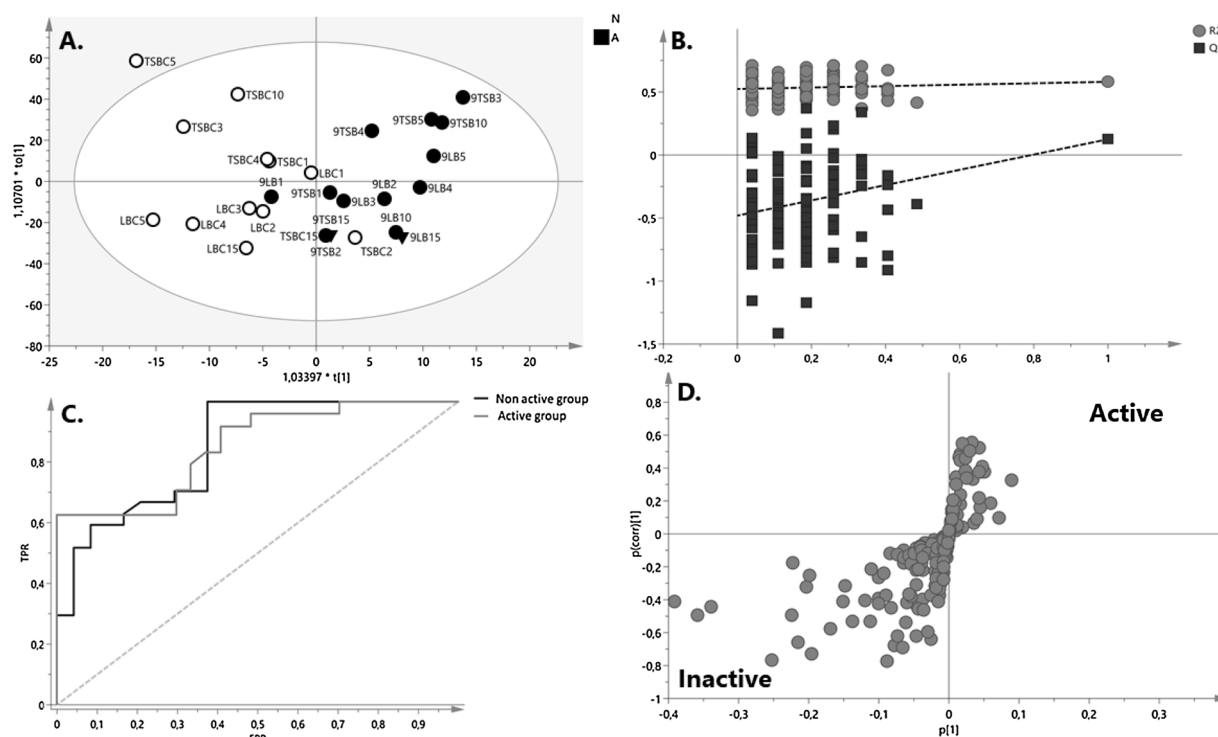 A.
N
A
60
40
20
0
-20
-40
-60
-80
1,10701 * to[1]
TSBC5
TSBC10
TSBC3
TSBC4
TSBC1
LBC1
9TSB3
9TSB5
9TSB10
9TSB4
9LB5
9LB4
9LB2
9LB1
9TSB1
9LB3
LBC3
LBC2
LBC5
LBC4
LBC15
9TSB15
TSBC15
9TSB2
TSBC2
9LB10
9LB15
-25 -20 -15 -10 -5 0 5 10 15 20
1,03397 * t[1]
B.
R2
Q
0,5
0
-0,5
-1
-1,5
-0,2 0 0,2 0,4 0,6 0,8 1
C.
Non active group
Active group
0,8
0,6
0,4
0,2
0
TPR
0 0,1 0,2 0,3 0,4 0,5 0,6 0,7 0,8 0,9
D.
Active
Inactive
0,8
0,6
0,4
0,2
0
-0,2
-0,4
-0,6
-0,8
-1
p(corr)[1]
-0,4 -0,3 -0,2 -0,1 0 0,1 0,2 0,3
p[1]